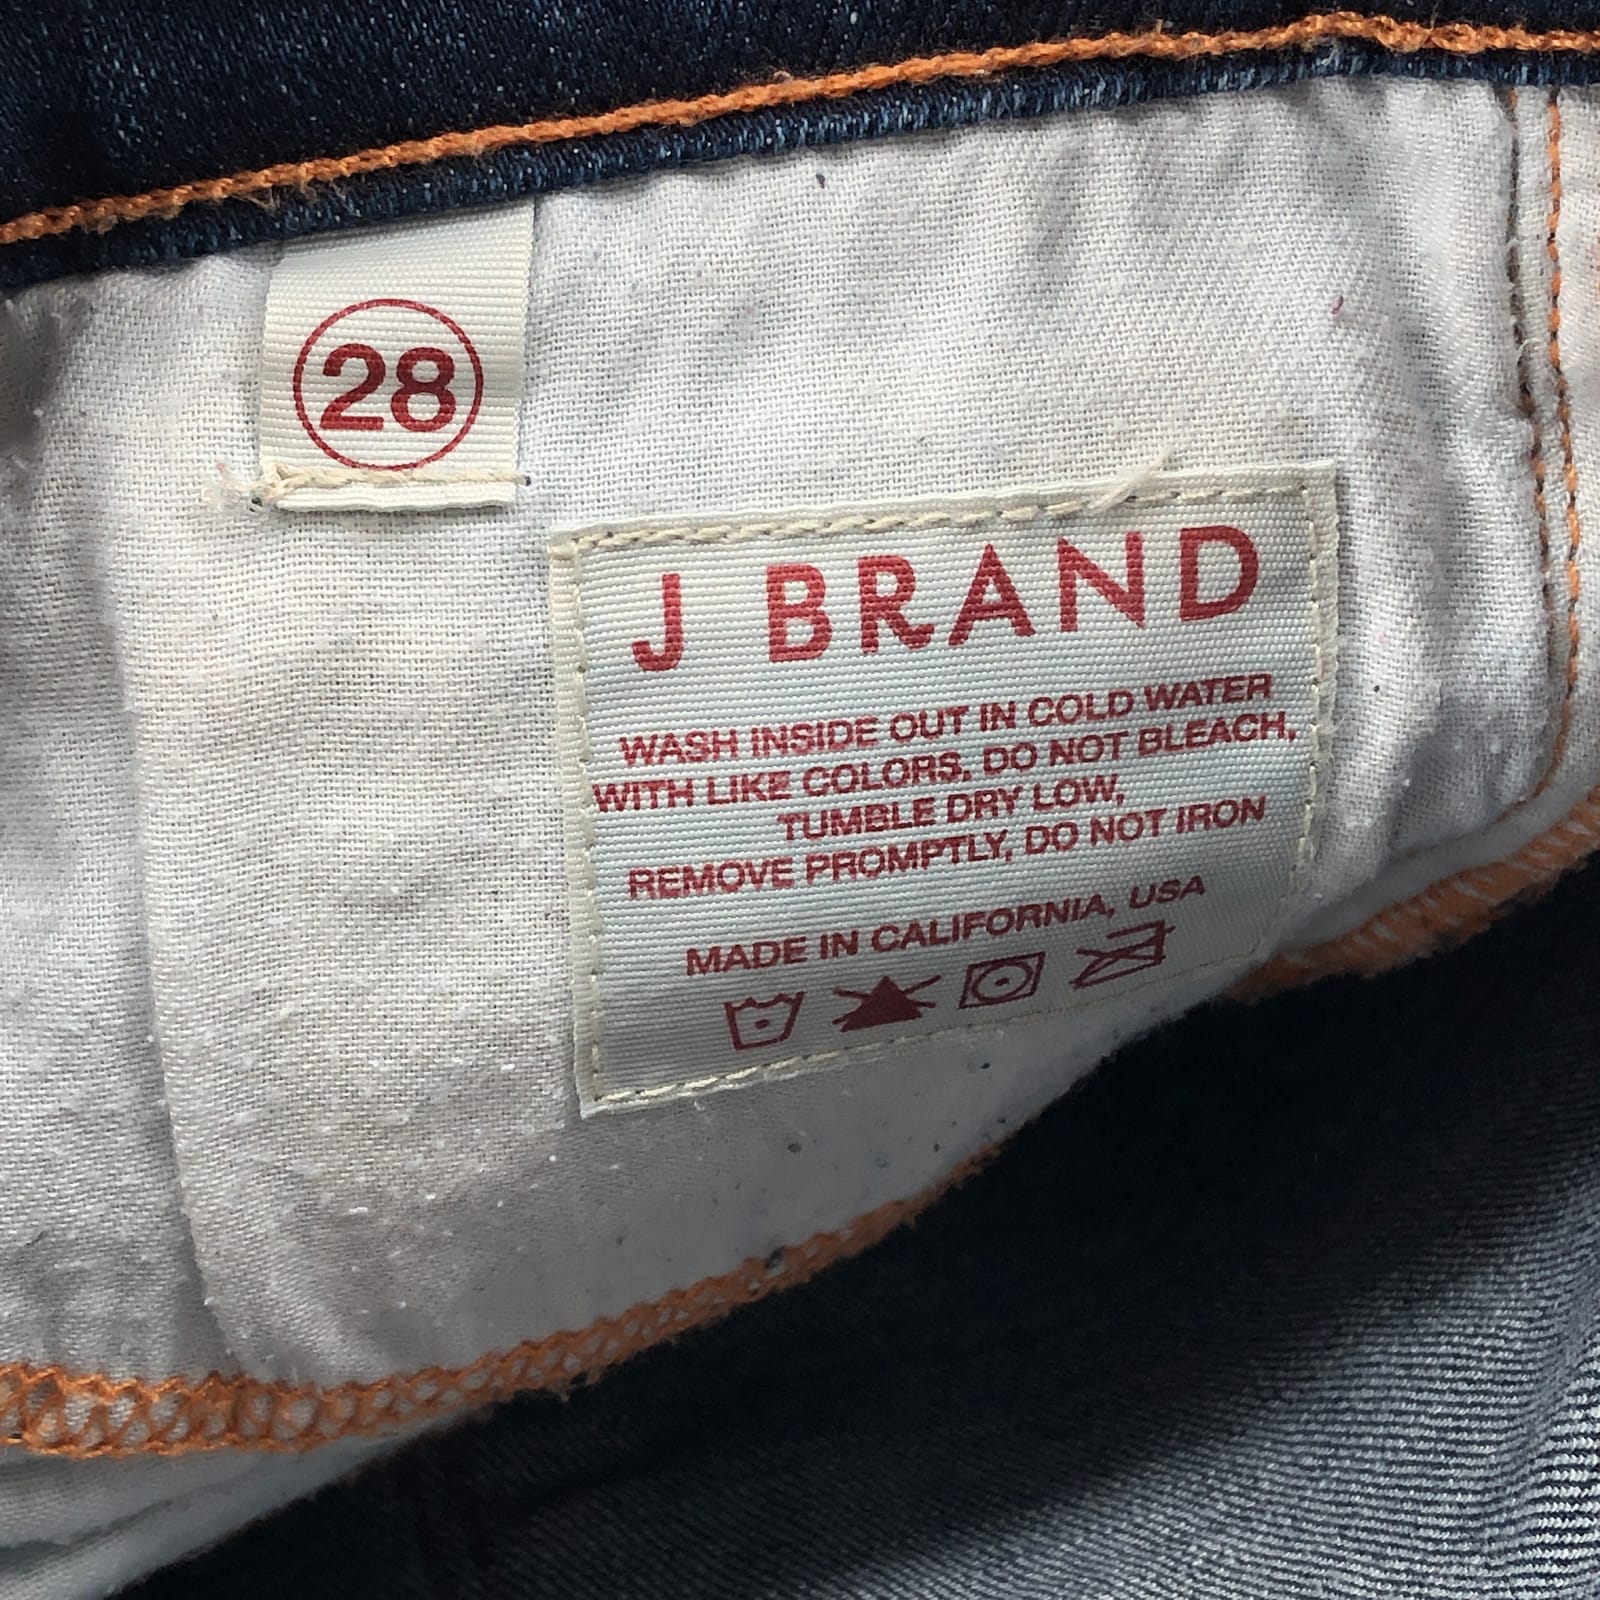 28
J BRAND
WASH INSIDE OUT IN COLD WATER
WITH LIKE COLORS, DO NOT BLEACH,
TUMBLE DRY LOW,
REMOVE PROMPTLY, DO NOT IRON
MADE IN CALIFORNIA, USA